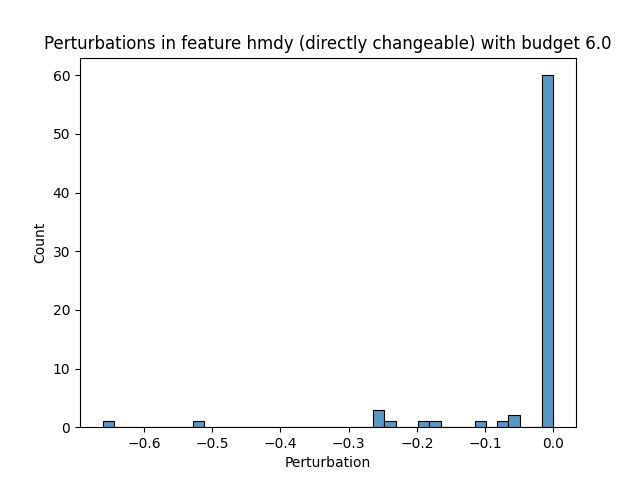 Perturbations in feature hmdy (directly changeable) with budget 6.0
60
50
40
30
20
10
0
Count
−0.6 −0.5 −0.4 −0.3 −0.2 −0.1 0.0
Perturbation